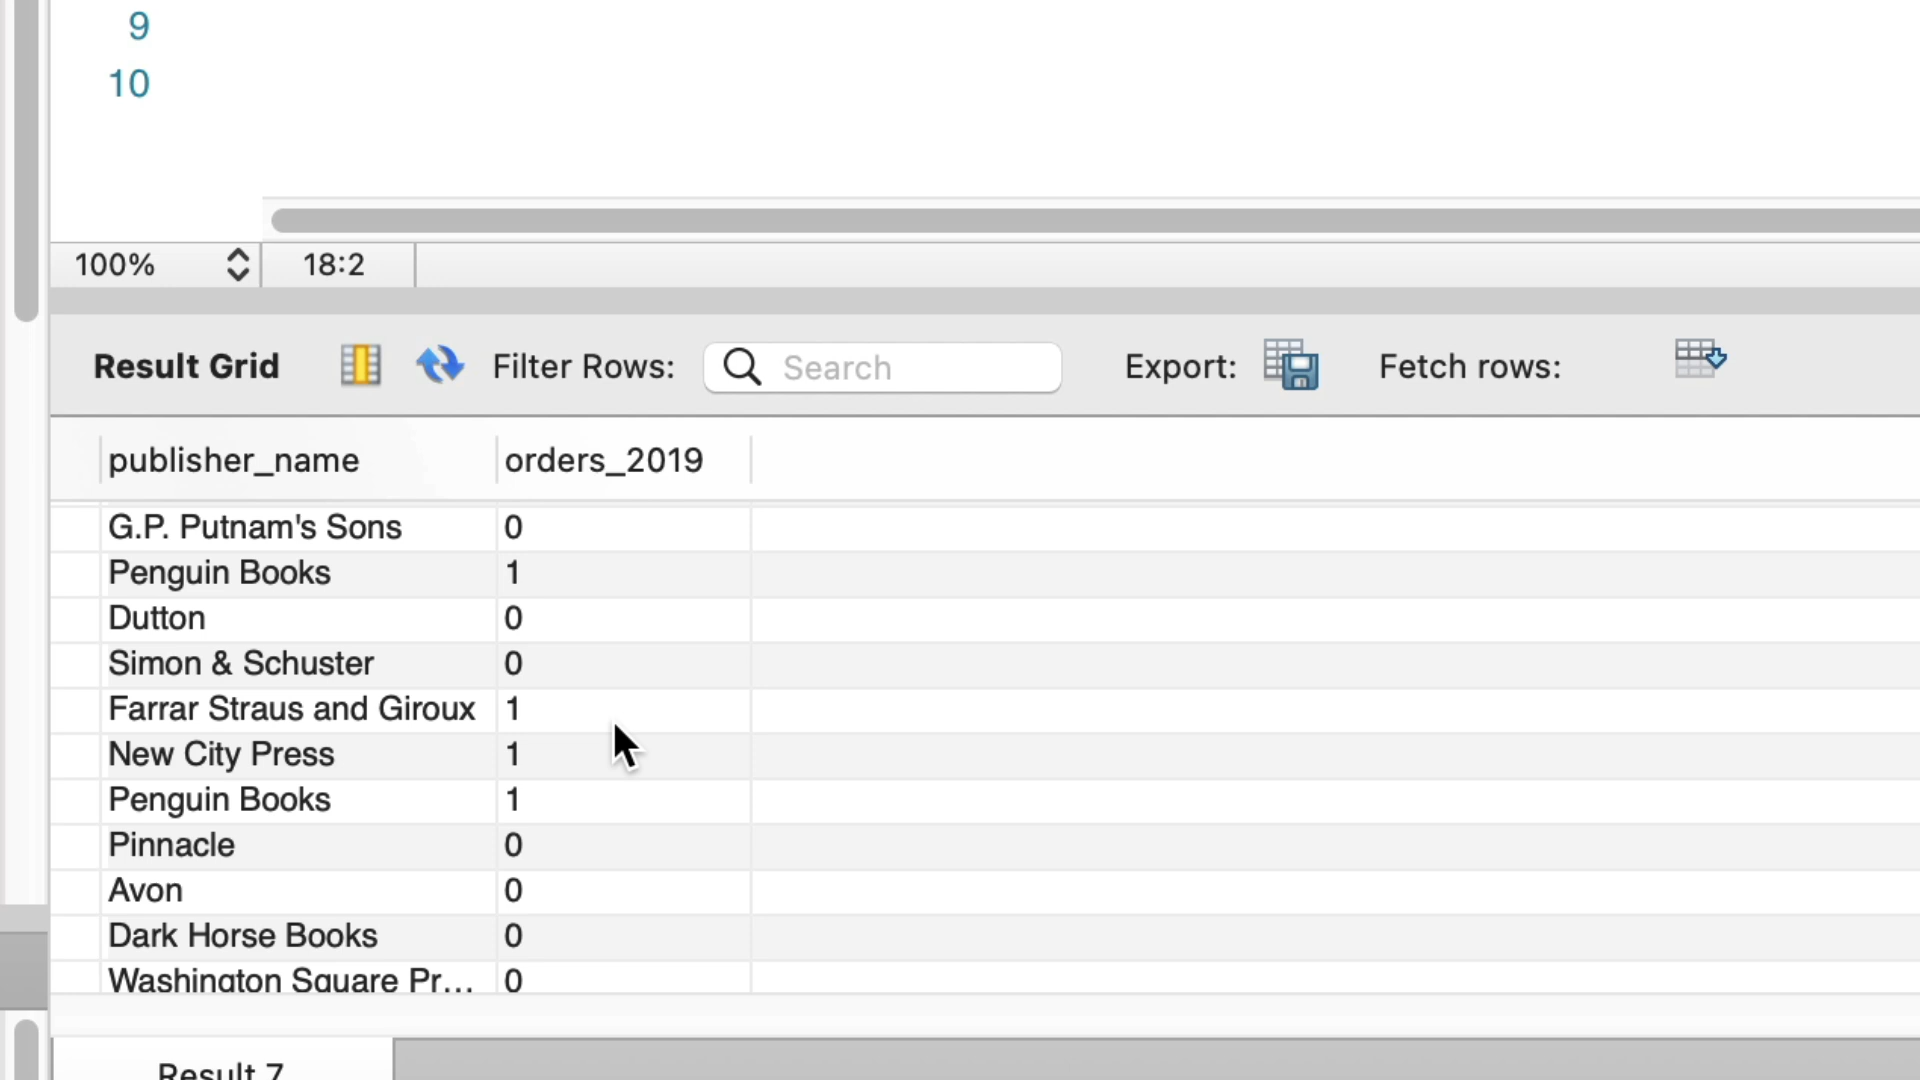 9
10
100% 18:2
Result Grid Filter Rows: Search Export: Fetch rows:
publisher_name orders_2019
G.P. Putnam's Sons 0
Penguin Books 1
Dutton 0
Simon & Schuster 0
Farrar Straus and Giroux 1
New City Press 1
Penguin Books 1
Pinnacle 0
Avon 0
Dark Horse Books 0
Washington Square Pr... 0
Result 7